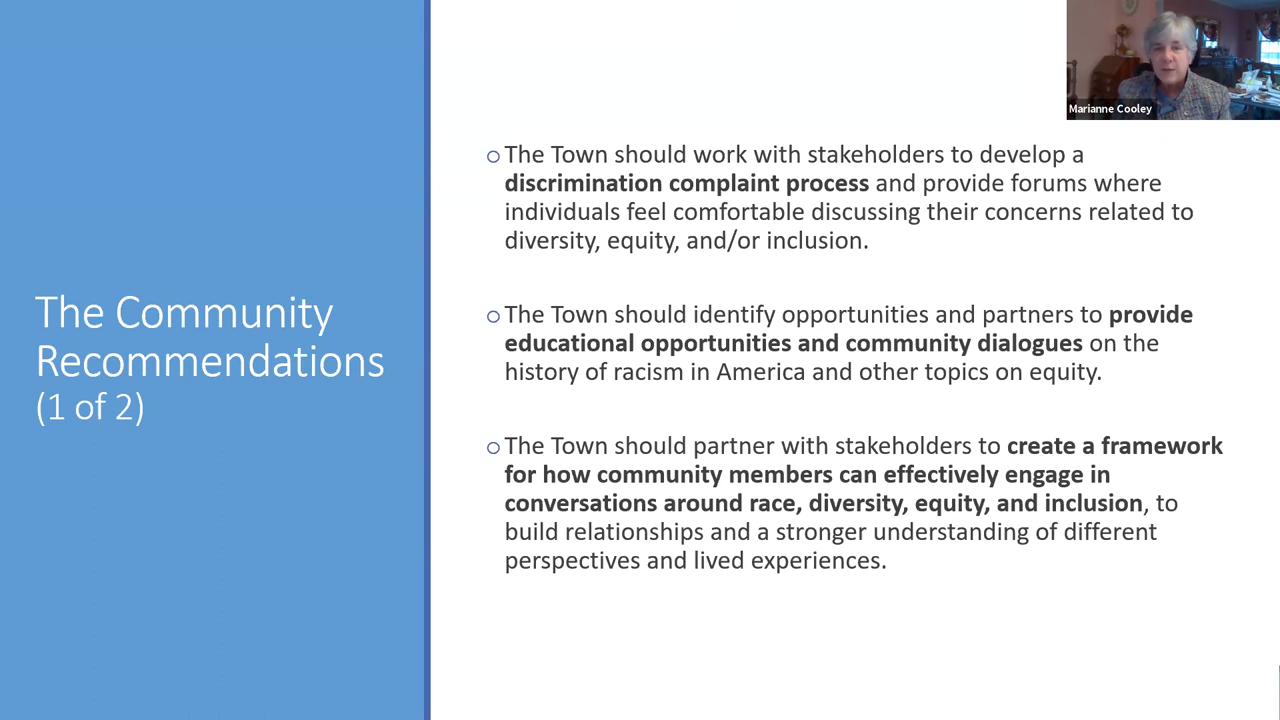 Marianne Cooley
The Community
Recommendations
(1 of 2)
The Town should work with stakeholders to develop a
discrimination complaint process and provide forums where
individuals feel comfortable discussing their concerns related to
diversity, equity, and/or inclusion.
The Town should identify opportunities and partners to provide
educational opportunities and community dialogues on the
history of racism in America and other topics on equity.
The Town should partner with stakeholders to create a framework
for how community members can effectively engage in
conversations around race, diversity, equity, and inclusion, to
build relationships and a stronger understanding of different
perspectives and lived experiences.